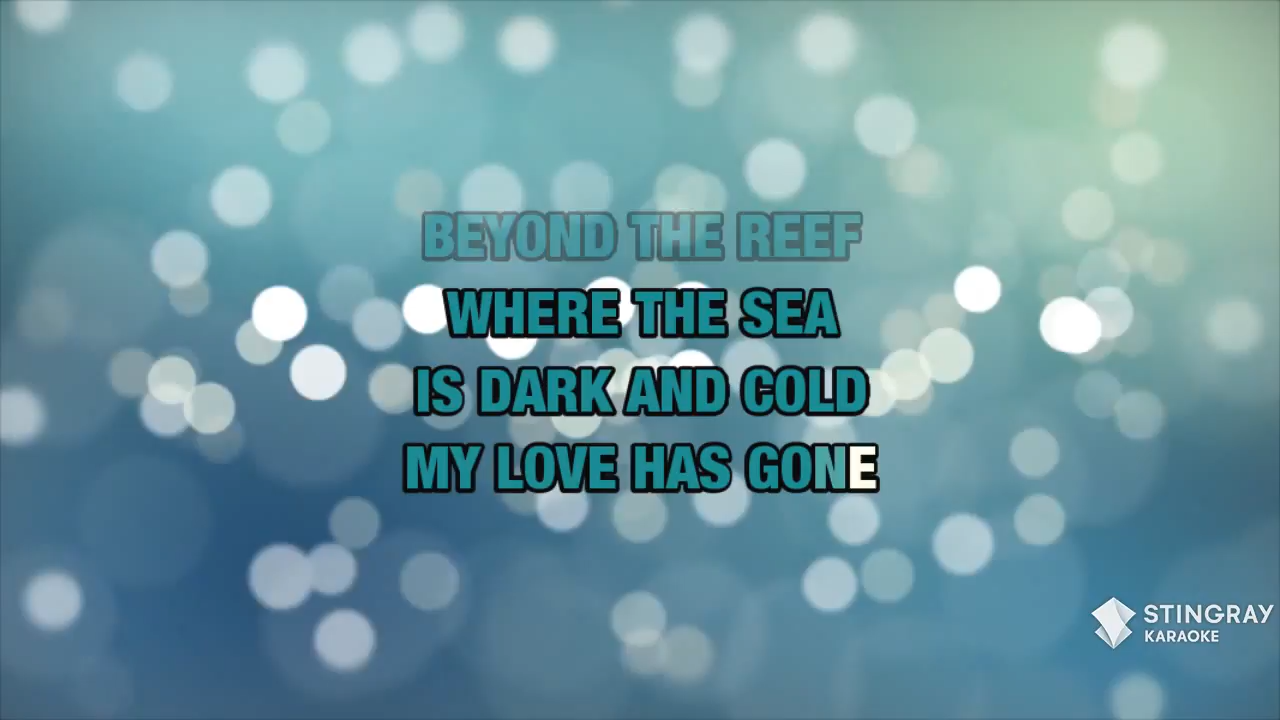 BEYOND THE REEF
WHERE THE SEA
IS DARK AND COLD
MY LOVE HAS GONE
STINGRAY
KARAOKE